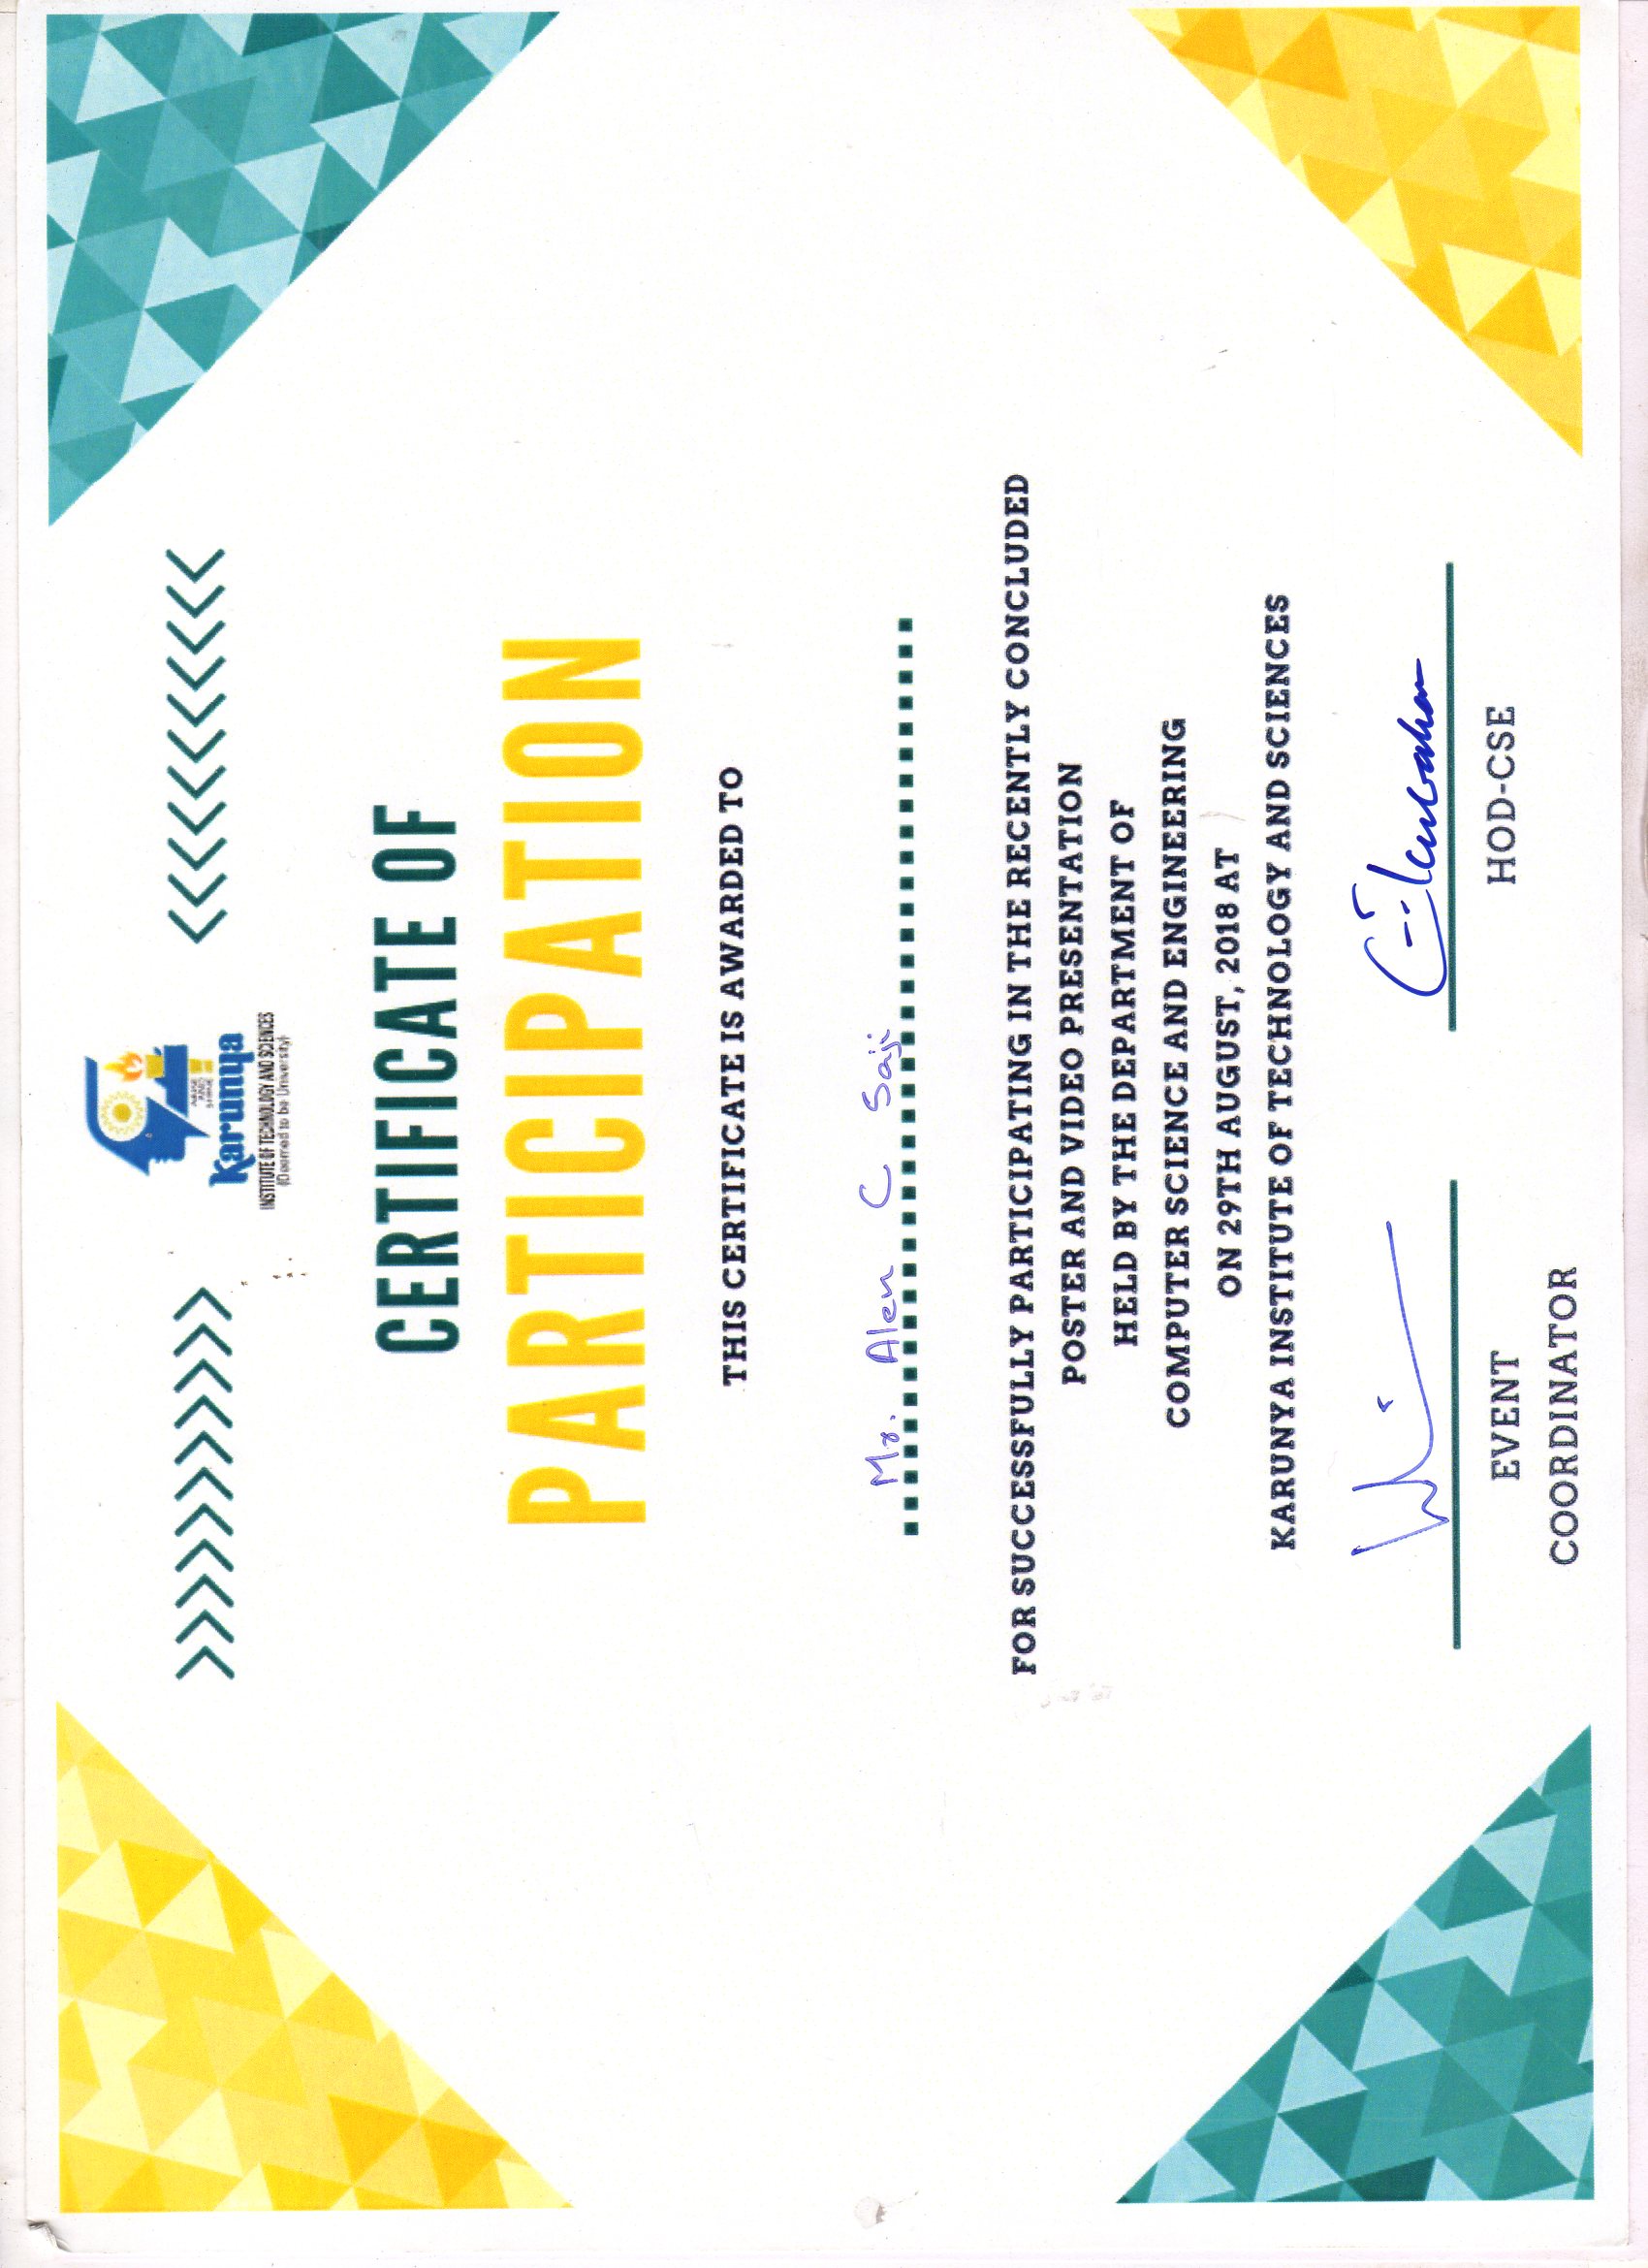 ARISE
AND
SHINE
Karunya
INSTITUTE OF TECHNOLOGY AND SCIENCES
(Deemed to be University)
CERTIFICATE OF
PARTICIPATION
THIS CERTIFICATE IS AWARDED TO
Mr. Alen C Saji
FOR SUCCESSFULLY PARTICIPATING IN THE RECENTLY CONCLUDED
POSTER AND VIDEO PRESENTATION
HELD BY THE DEPARTMENT OF
COMPUTER SCIENCE AND ENGINEERING
ON 29TH AUGUST, 2018 AT
KARUNYA INSTITUTE OF TECHNOLOGY AND SCIENCES
EVENT
COORDINATOR
HOD-CSE